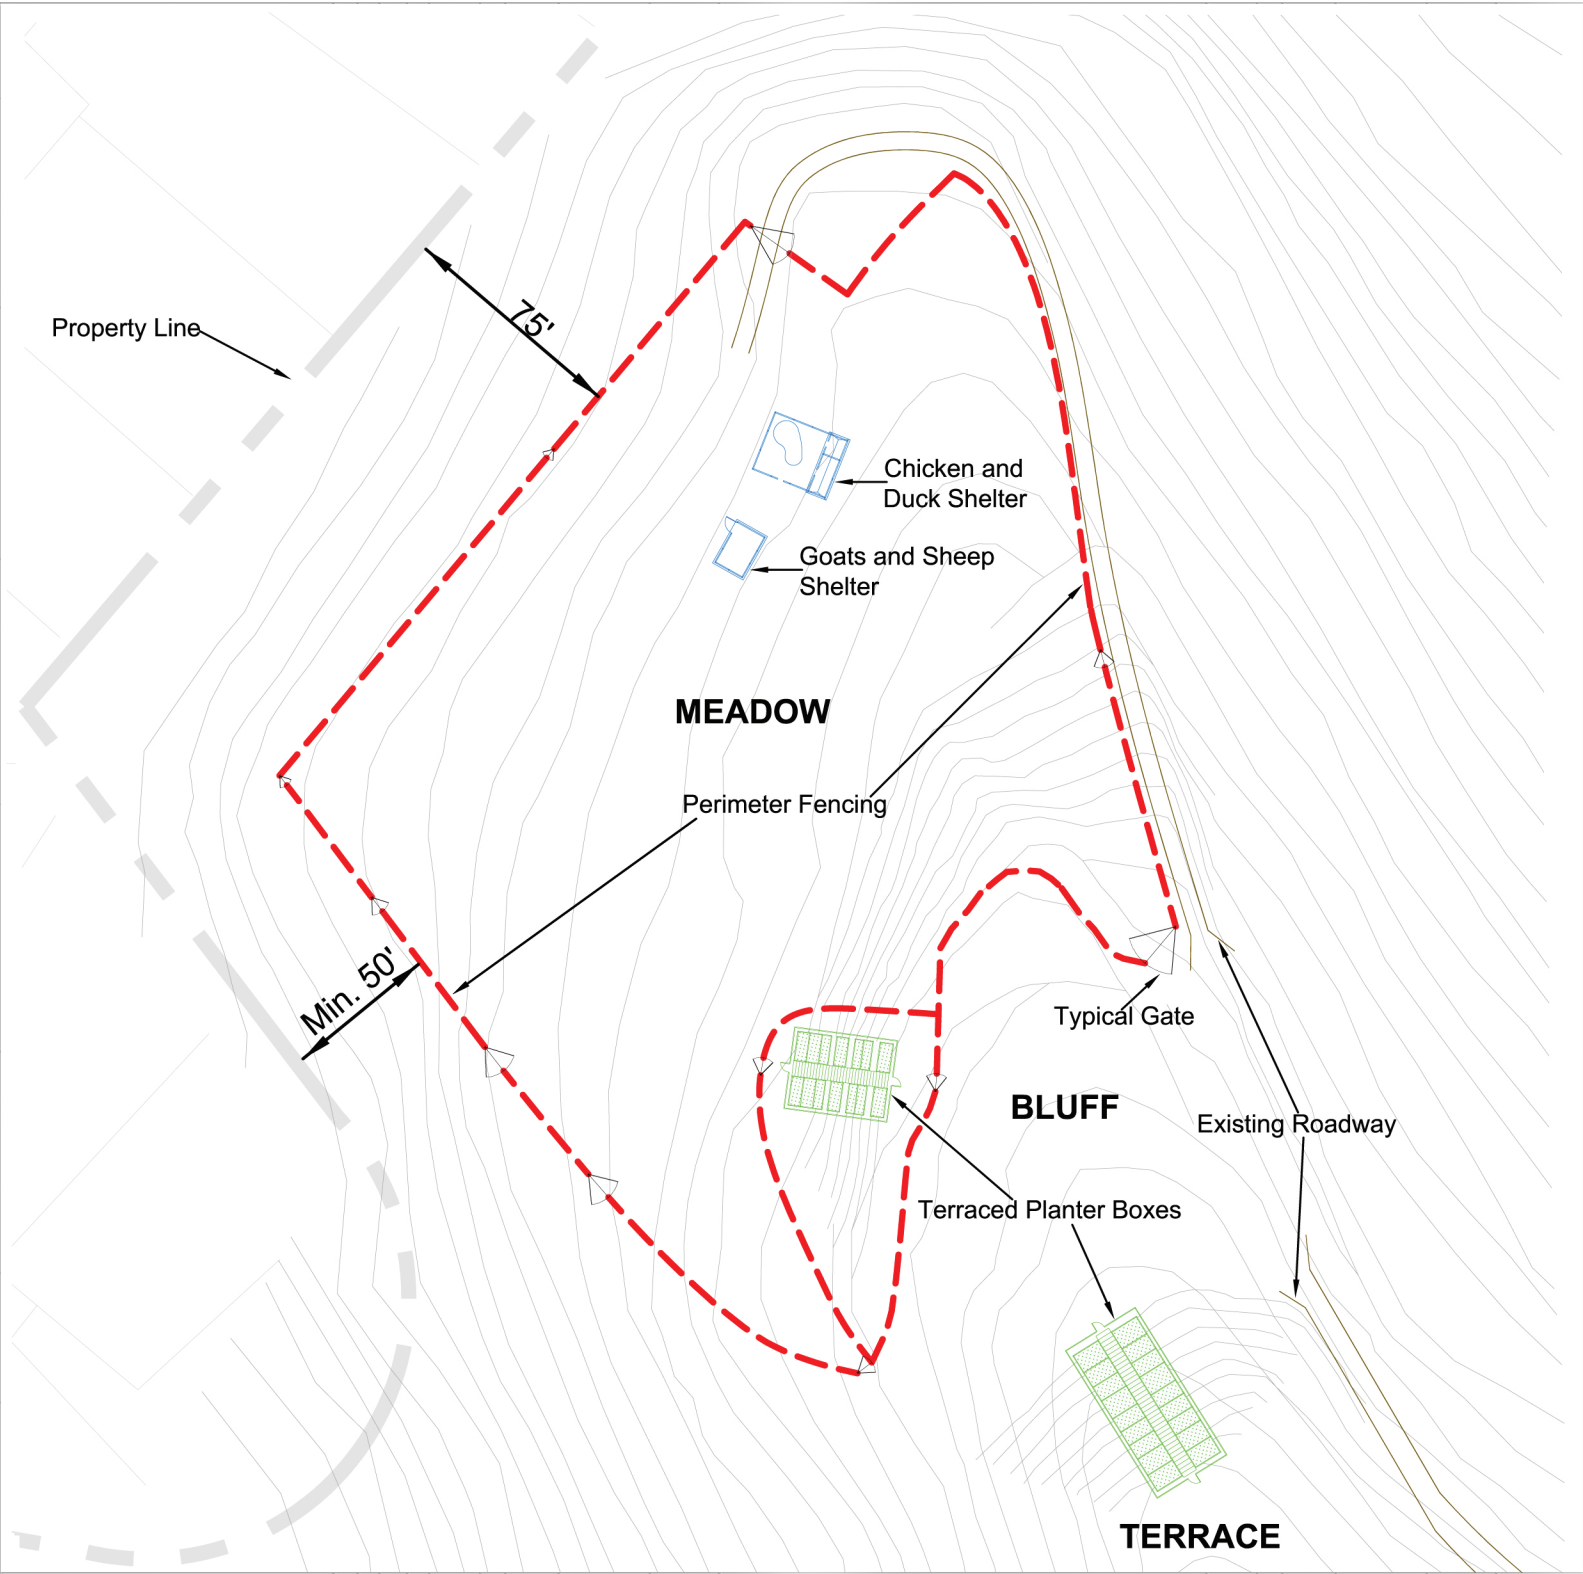 75'
Property Line
Chicken and
Duck Shelter
Goats and Sheep
Shelter
MEADOW
Perimeter Fencing
Min. 50'
Typical Gate
BLUFF
Existing Roadway
Terraced Planter Boxes
TERRACE